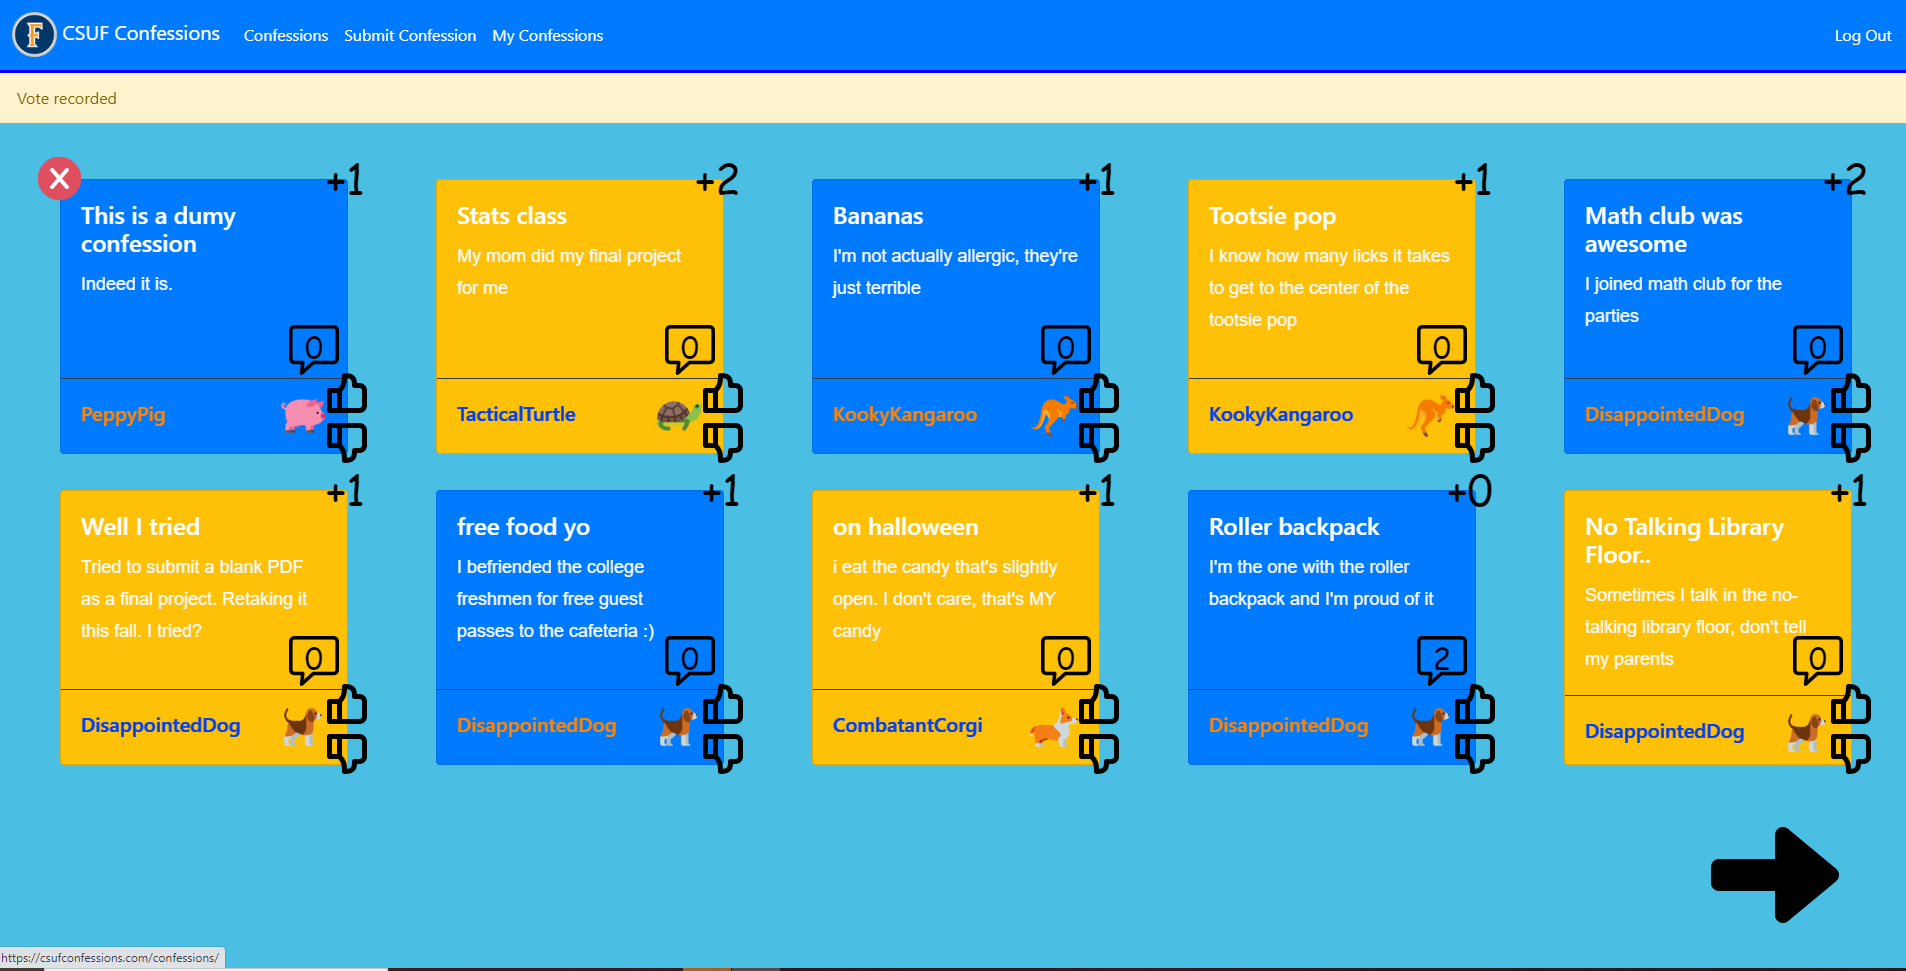 F CSUF Confessions Confessions Submit Confession My Confessions Log Out
Vote recorded
+1
This is a dumy
confession
Indeed it is.
0
PeppyPig
+2
Stats class
My mom did my final project
for me
0
TacticalTurtle
+1
Bananas
I'm not actually allergic, they're
just terrible
0
KookyKangaroo
+1
Tootsie pop
I know how many licks it takes
to get to the center of the
tootsie pop
0
KookyKangaroo
+2
Math club was
awesome
I joined math club for the
parties
0
DisappointedDog
+1
Well I tried
Tried to submit a blank PDF
as a final project. Retaking it
this fall. I tried?
0
DisappointedDog
+1
free food yo
I befriended the college
freshmen for free guest
passes to the cafeteria :)
0
DisappointedDog
+1
on halloween
i eat the candy that's slightly
open. I don't care, that's MY
candy
0
CombatantCorgi
+0
Roller backpack
I'm the one with the roller
backpack and I'm proud of it
2
DisappointedDog
+1
No Talking Library
Floor..
Sometimes I talk in the no-
talking library floor, don't tell
my parents
0
DisappointedDog
https://csufconfessions.com/confessions/